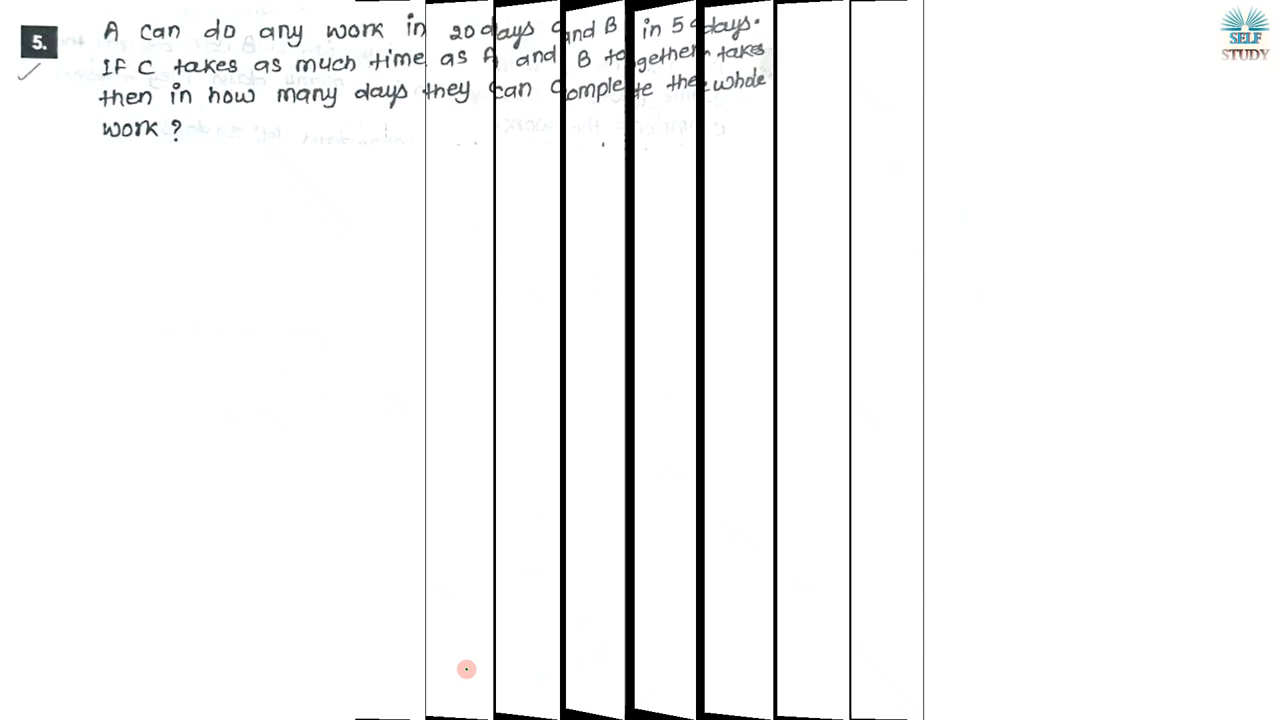 5. A can do any work in 20 days and B in 5 days.
If C takes as much time as A and B together takes
then in how many days they can complete the whole
work?
SELF
STUDY